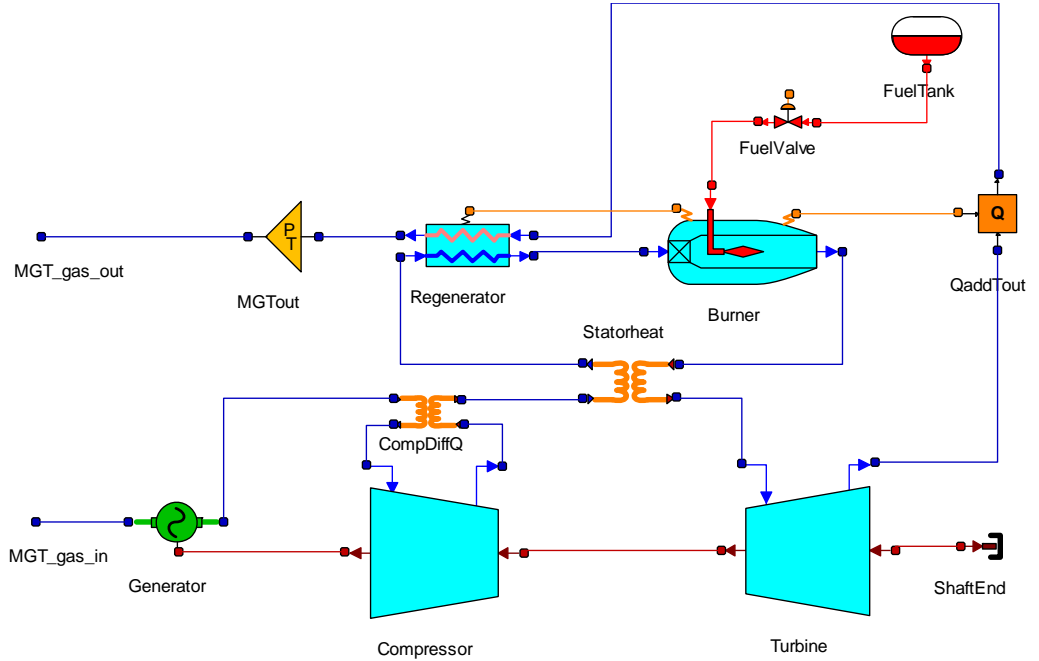 FuelTank
FuelValve
Q
P
T
MGT_gas_out
MGTout
Regenerator
Burner
QaddTout
Statorheat
CompDiffQ
MGT_gas_in
Generator
ShaftEnd
Compressor
Turbine